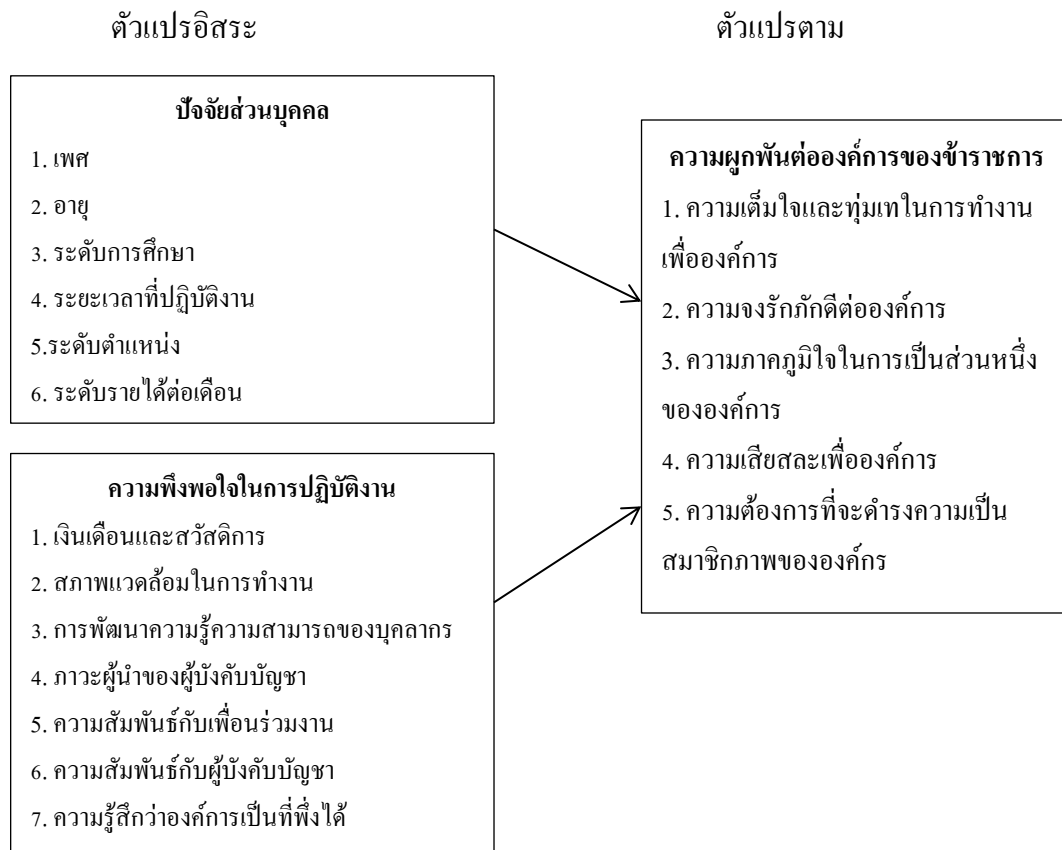 ตัวแปรอิสระ
ตัวแปรตาม
ปัจจัยส่วนบุคคล
1. เพศ
2. อายุ
3. ระดับการศึกษา
4. ระยะเวลาที่ปฏิบัติงาน
5.ระดับตำแหน่ง
6. ระดับรายได้ต่อเดือน
ความพึงพอใจในการปฏิบัติงาน
1. เงินเดือนและสวัสดิการ
2. สภาพแวดล้อมในการทำงาน
3. การพัฒนาความรู้ความสามารถของบุคลากร
4. ภาวะผู้นำของผู้บังคับบัญชา
5. ความสัมพันธ์กับเพื่อนร่วมงาน
6. ความสัมพันธ์กับผู้บังคับบัญชา
7. ความรู้สึกว่าองค์การเป็นที่พึ่งได้
ความผูกพันต่อองค์การของข้าราชการ
1. ความเต็มใจและทุ่มเทในการทำงาน
เพื่อองค์การ
2. ความจงรักภักดีต่อองค์การ
3. ความภาคภูมิใจในการเป็นส่วนหนึ่ง
ขององค์การ
4. ความเสียสละเพื่อองค์การ
5. ความต้องการที่จะดำรงความเป็น
สมาชิกภาพขององค์กร